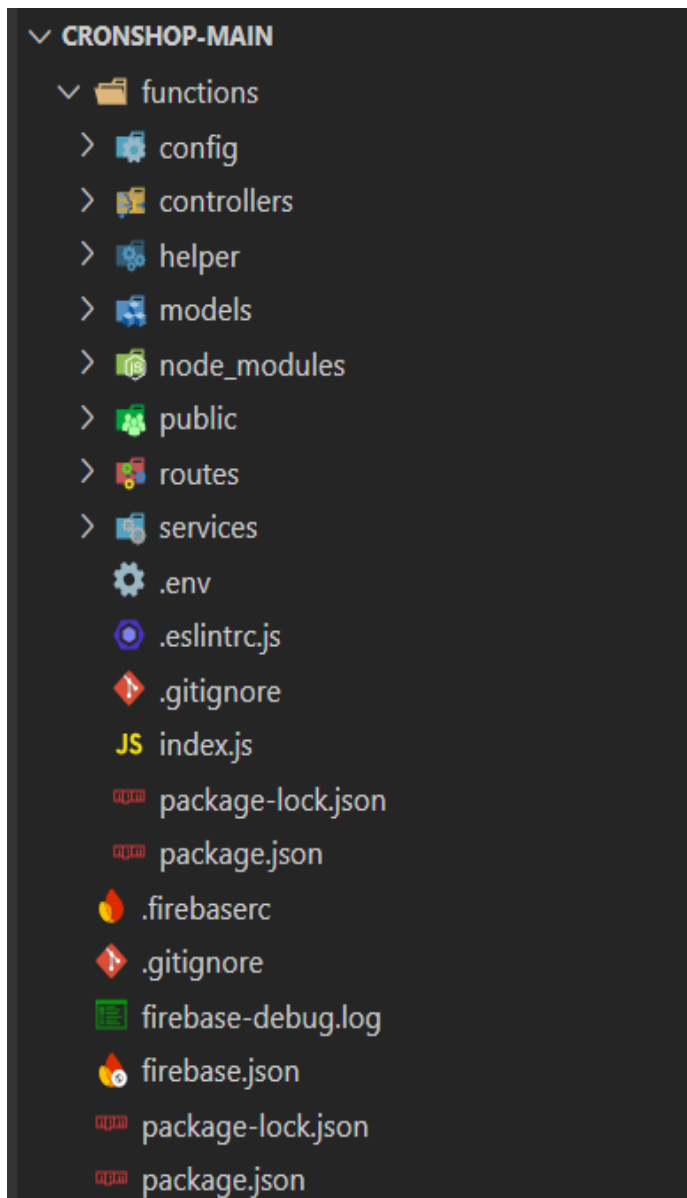 CRONSHOP-MAIN
functions
config
controllers
helper
models
node_modules
public
routes
services
.env
.eslintrc.js
.gitignore
JS index.js
package-lock.json
package.json
.firebaserc
.gitignore
firebase-debug.log
firebase.json
package-lock.json
package.json